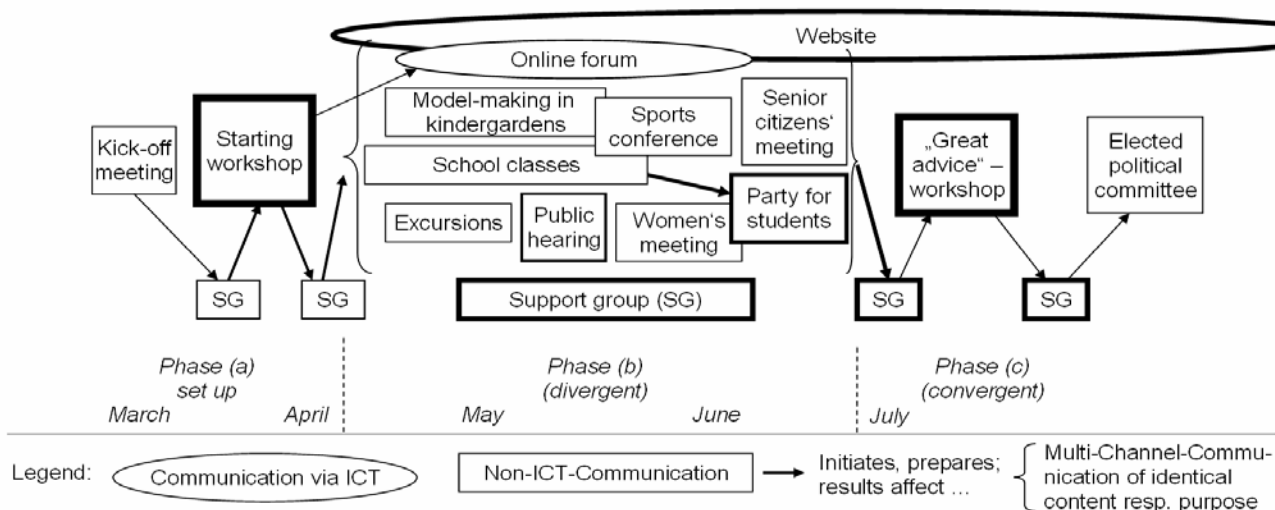 Website
Online forum
Kick-off
meeting
Starting
workshop
Model-making in
kindergardens
Sports
conference
Senior
citizens‘
meeting
School classes
Excursions
Public
hearing
Women‘s
meeting
Party for
students
„Great
advice“ –
workshop
Elected
political
committee
SG
SG
Support group (SG)
SG
SG
Phase (a)
set up
Phase (b)
(divergent)
Phase (c)
(convergent)
March
April
May
June
July
Legend:
Communication via ICT
Non-ICT-Communication
Initiates, prepares;
results affect ...
Multi-Channel-Commu-
nication of identical
content resp. purpose